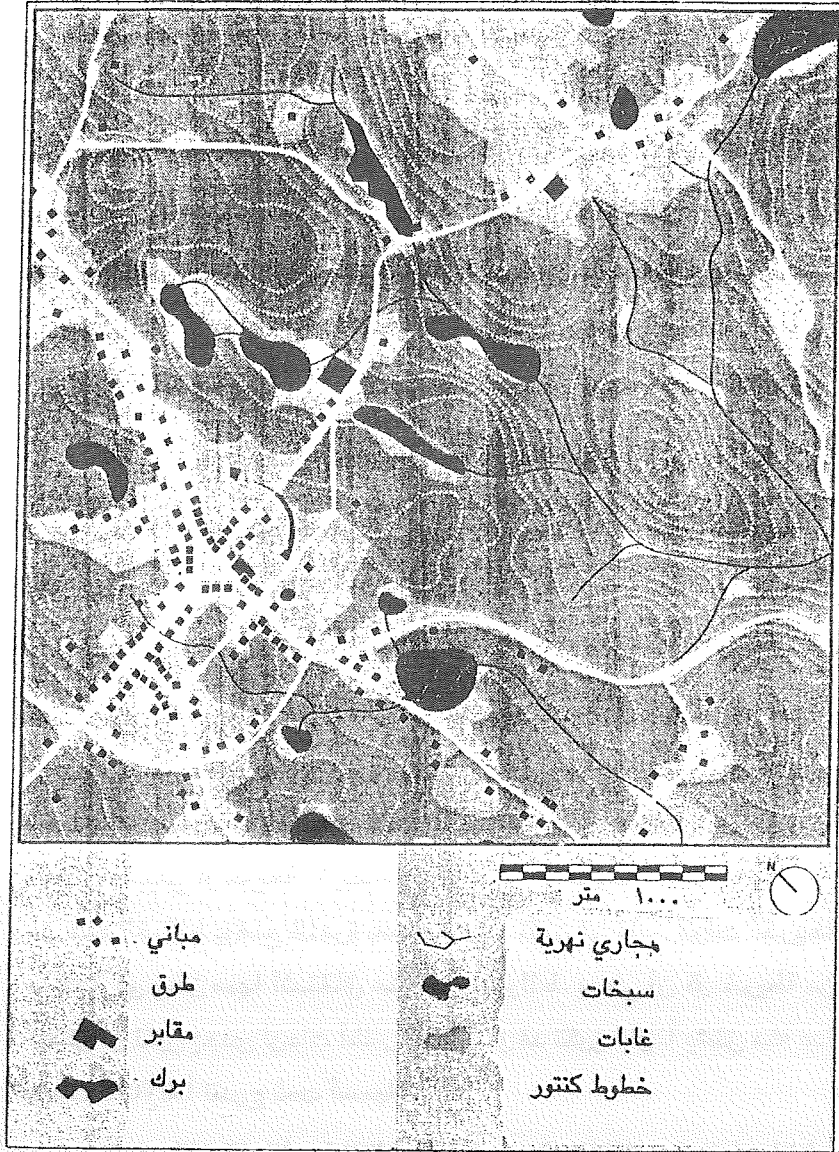 N
١٠٠٠ متر
مجاري نهرية
سبخات
غابات
خطوط كنتور
مباني
طرق
مقابر
برك